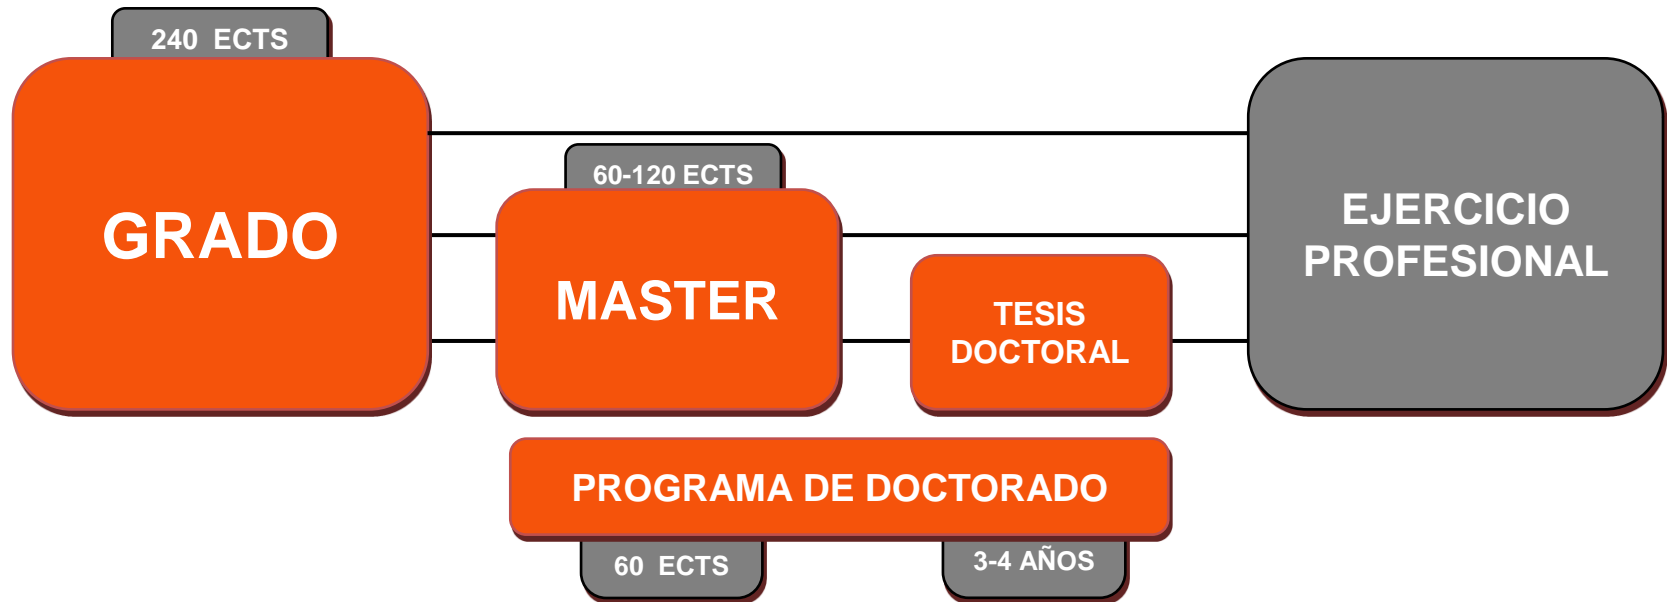 240 ECTS
GRADO
60-120 ECTS
MASTER
TESIS
DOCTORAL
EJERCICIO
PROFESIONAL
PROGRAMA DE DOCTORADO
60 ECTS
3-4 AÑOS